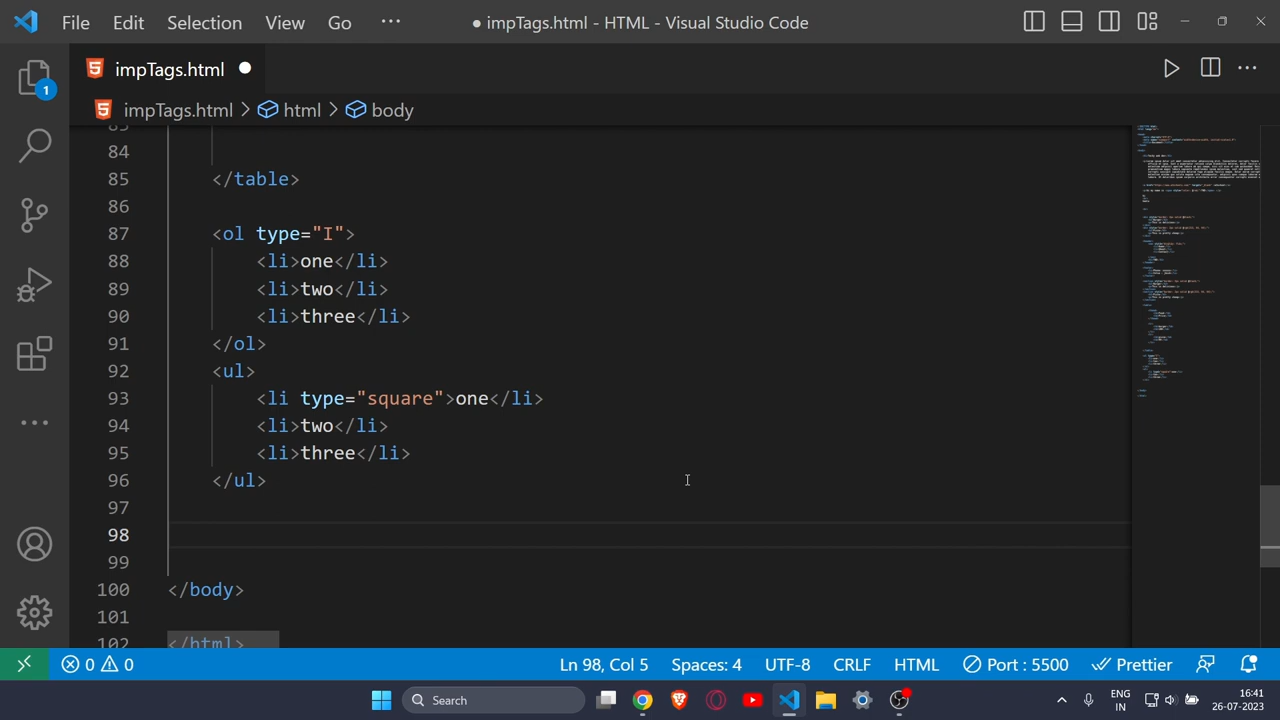 File Edit Selection View Go ··· ● impTags.html - HTML - Visual Studio Code
impTags.html ●
impTags.html > html > body
1
83
84
85 </table>
86
87 <ol type="I">
88 <li>one</li>
89 <li>two</li>
90 <li>three</li>
91 </ol>
92 <ul>
93 <li type="square">one</li>
94 <li>two</li>
95 <li>three</li>
96 </ul>
97
98
99
100 </body>
101
102 </html>
0 0 Ln 98, Col 5 Spaces: 4 UTF-8 CRLF HTML Port : 5500 Prettier
Search ENG IN 16:41 26-07-2023